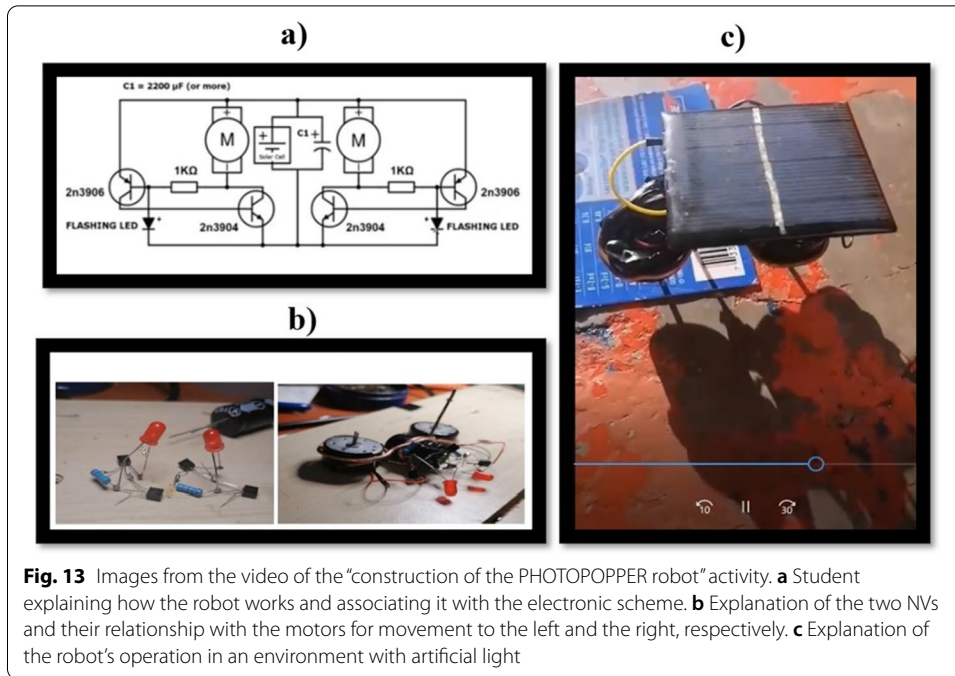 a)
C1 = 2200 µF (or more)
+ + C1 + +
M M
Solar Cell
1KΩ 1KΩ
2n3906 2n3906
+ +
FLASHING LED 2n3904 2n3904 FLASHING LED
b)
c)
10 30
Fig. 13 Images from the video of the “construction of the PHOTOPOPPER robot” activity. a Student
explaining how the robot works and associating it with the electronic scheme. b Explanation of the two NVs
and their relationship with the motors for movement to the left and the right, respectively. c Explanation of
the robot’s operation in an environment with artificial light